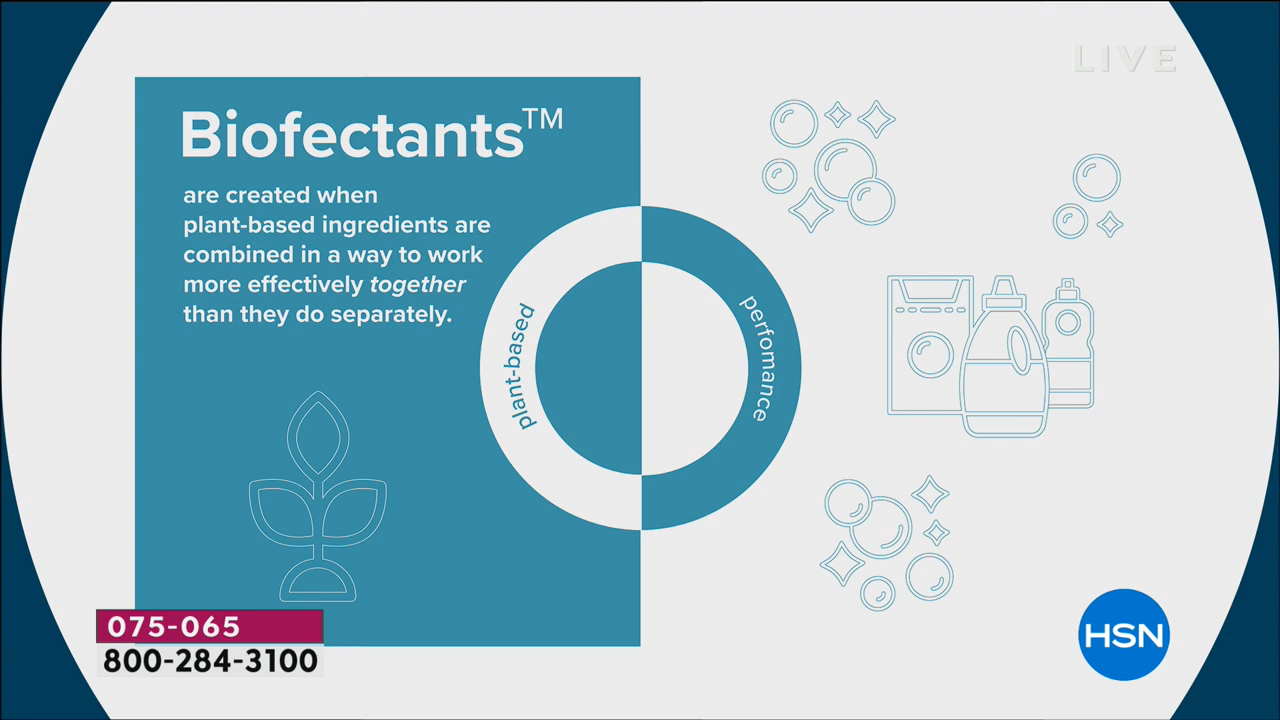 LIVE
Biofectants™
are created when
plant-based ingredients are
combined in a way to work
more effectively together
than they do separately.
plant-based
perfomance
075-065
800-284-3100
HSN